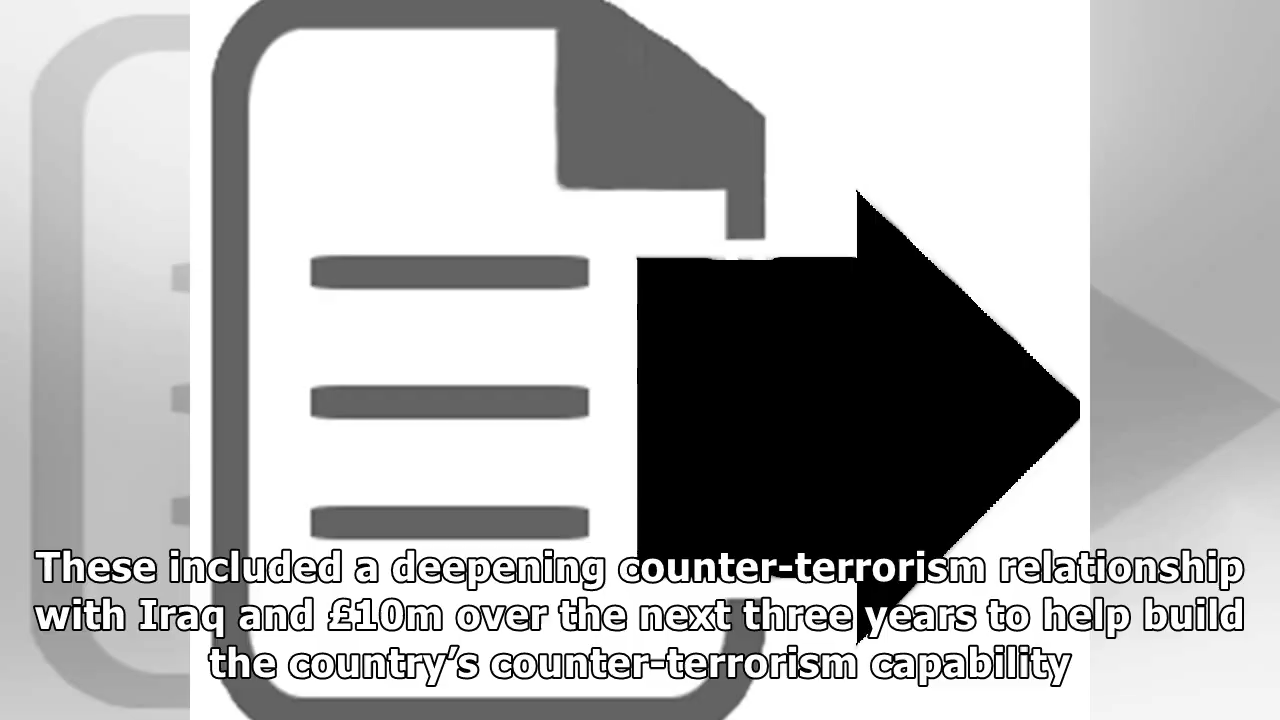 These included a deepening counter-terrorism relationship
with Iraq and £10m over the next three years to help build
the country’s counter-terrorism capability